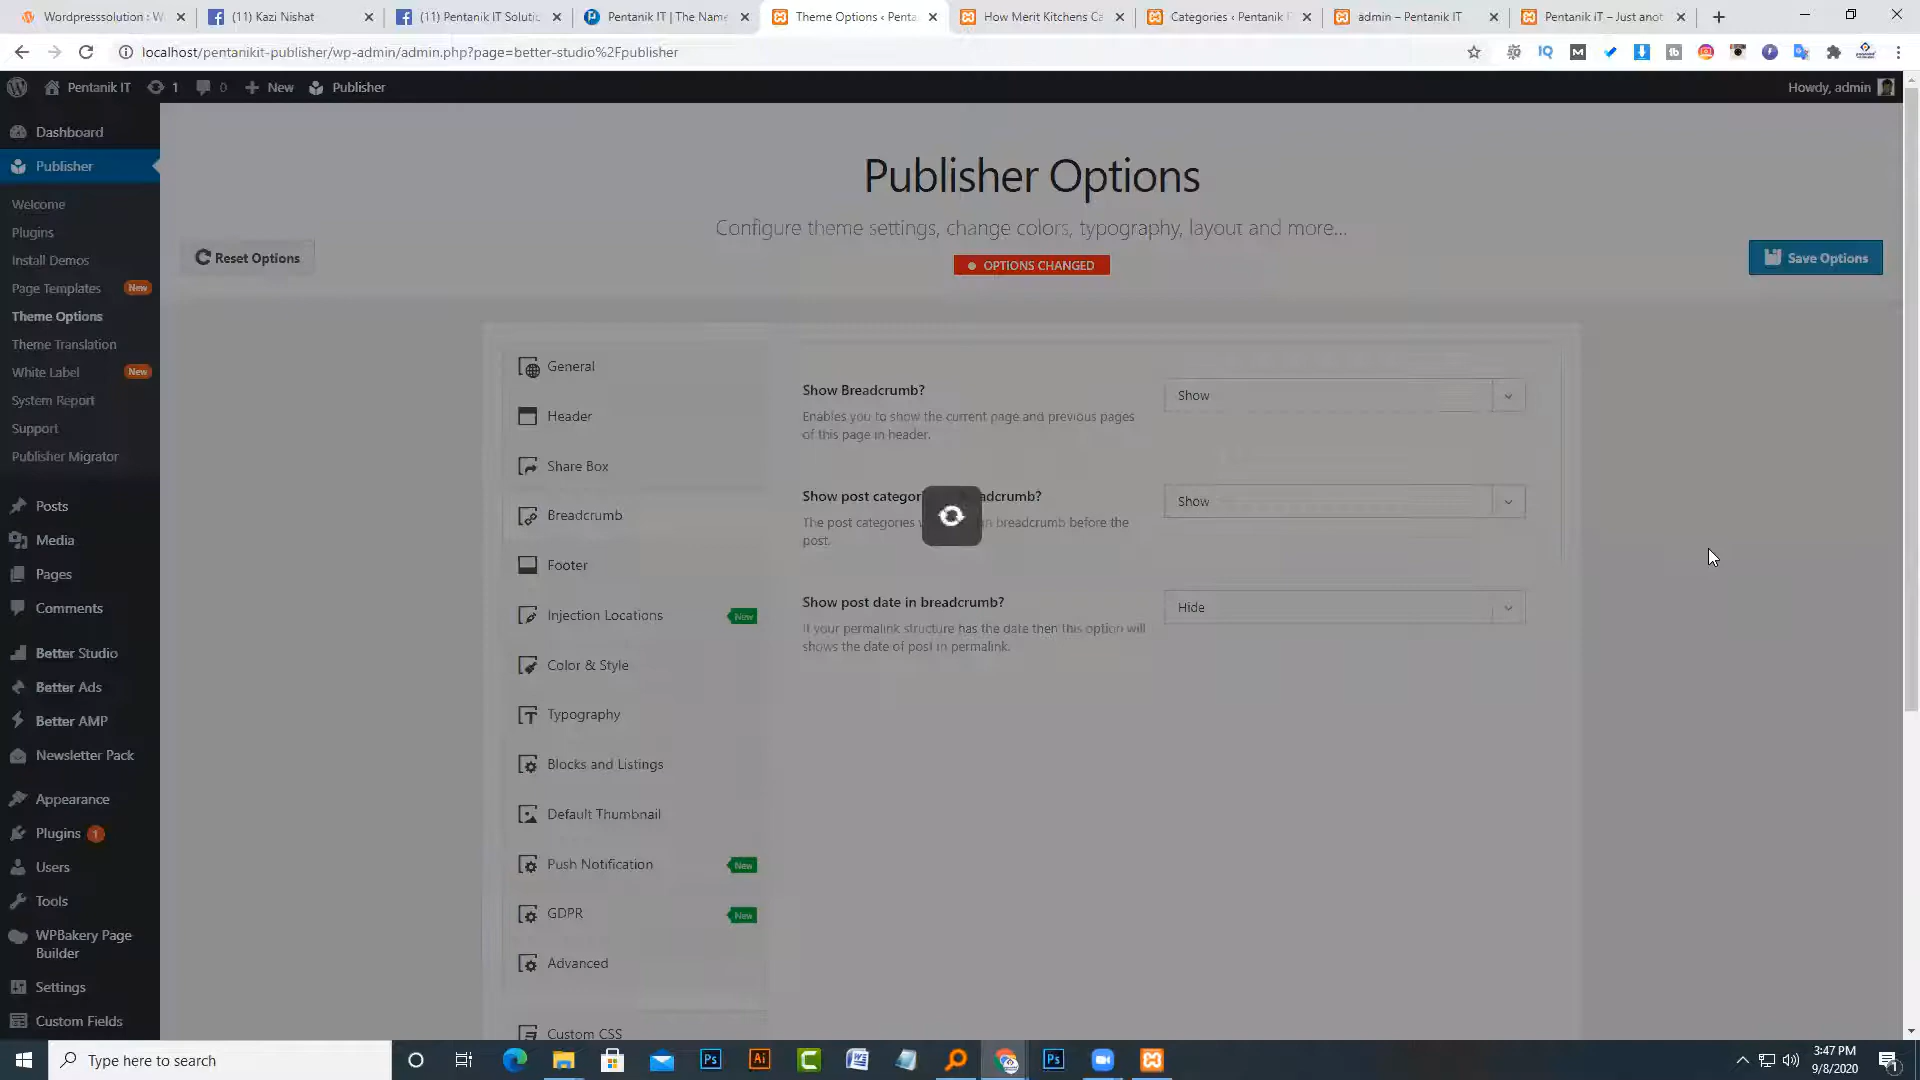 Wordpresssolution : W
(11) Kazi Nishat
(11) Pentanik IT Soluti
Pentanik IT | The Name
Theme Options ‹ Penta
How Merit Kitchens Ca
Categories ‹ Pentanik
admin – Pentanik IT
Pentanik iT – Just anot
localhost/pentanikit-publisher/wp-admin/admin.php?page=better-studio%2Fpublisher
Pentanik IT
1
0
New
Publisher
Howdy, admin
Dashboard
Publisher
Welcome
Plugins
Install Demos
Page Templates New
Theme Options
Theme Translation
White Label New
System Report
Support
Publisher Migrator
Posts
Media
Pages
Comments
Better Studio
Better Ads
Better AMP
Newsletter Pack
Appearance
Plugins 1
Users
Tools
WPBakery Page
Builder
Settings
Custom Fields
Publisher Options
Configure theme settings, change colors, typography, layout and more...
Reset Options
OPTIONS CHANGED
Save Options
General
Header
Share Box
Breadcrumb
Footer
Injection Locations New
Color & Style
Typography
Blocks and Listings
Default Thumbnail
Push Notification New
GDPR New
Advanced
Custom CSS
Show Breadcrumb?
Enables you to show the current page and previous pages
of this page in header.
Show
Show post categor adcrumb?
The post categories in breadcrumb before the
post.
Show
Show post date in breadcrumb?
If your permalink structure has the date then this option will
shows the date of post in permalink.
Hide
Type here to search
3:47 PM
9/8/2020
1